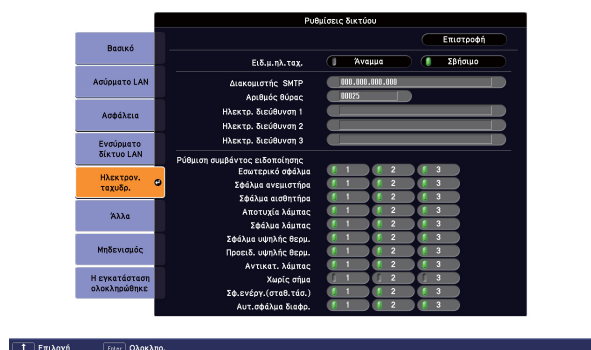 Ρυθμίσεις δικτύου
Επιστροφή
Βασικό
Ασύρματο LAN
Ασφάλεια
Ενσύρματο
δίκτυο LAN
Ηλεκτρον.
ταχυδρ.
Άλλα
Μηδενισμός
Η εγκατάσταση
ολοκληρώθηκε
Ειδ.μ.ηλ.ταχ. Άναμμα Σβήσιμο
Διακομιστής SMTP 000.000.000.000
Αριθμός θύρας 00025
Ηλεκτρ. διεύθυνση 1
Ηλεκτρ. διεύθυνση 2
Ηλεκτρ. διεύθυνση 3
Ρύθμιση συμβάντος ειδοποίησης
Εσωτερικό σφάλμα 1 2 3
Σφάλμα ανεμιστήρα 1 2 3
Σφάλμα αισθητήρα 1 2 3
Αποτυχία λάμπας 1 2 3
Σφάλμα λάμπας 1 2 3
Σφάλμα υψηλής θερμ. 1 2 3
Προειδ. υψηλής θερμ. 1 2 3
Αντικατ. λάμπας 1 2 3
Χωρίς σήμα 1 2 3
Σφ.ενέργ.(σταθ.τάσ.) 1 2 3
Αυτ.σφάλμα διαφρ. 1 2 3
Επιλογή Enter Ολοκληρ.